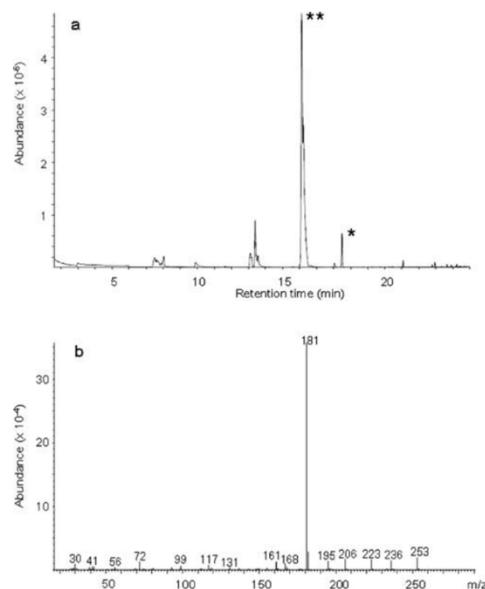 a
**
*
Abundance (× 10⁻⁶)
4
3
2
1
5
10
15
20
Retention time (min)
b
181
Abundance (× 10⁻⁴)
30
20
10
30 41 56 72 99 117 131 161 168 195 206 223 236 253
50 100 150 200 250 m/z